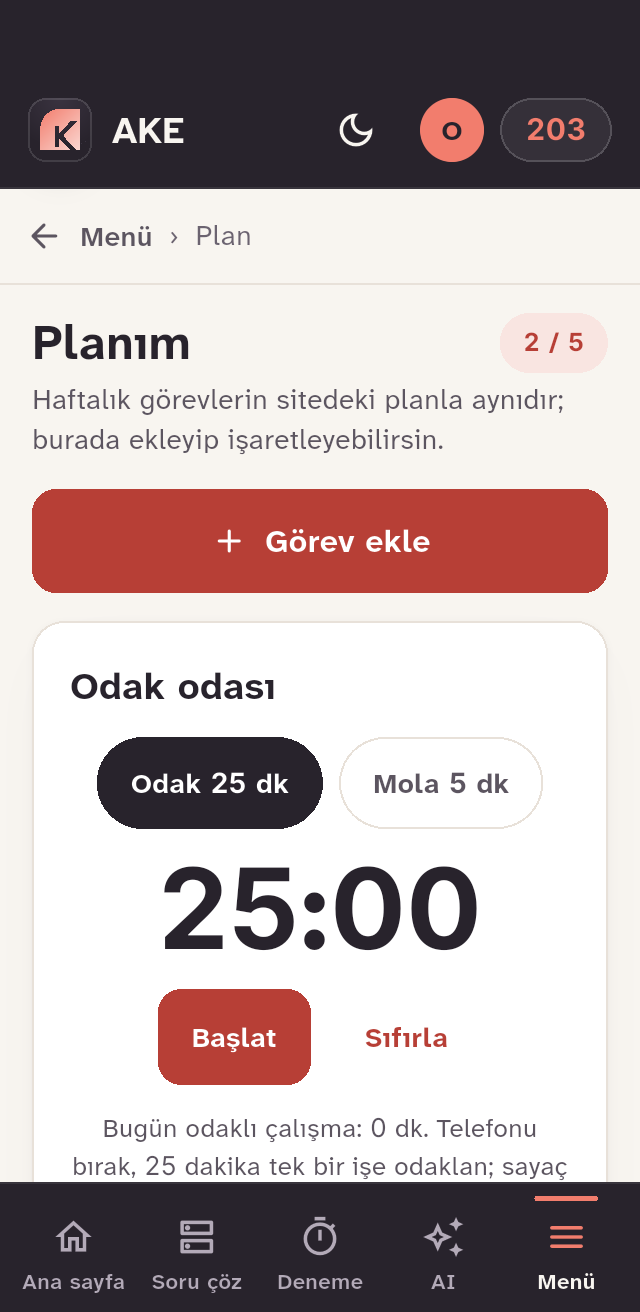 K
AKE
O
203
Menü › Plan
Planım
2 / 5
Haftalık görevlerin sitedeki planla aynıdır;
burada ekleyip işaretleyebilirsin.
+ Görev ekle
Odak odası
Odak 25 dk
Mola 5 dk
25:00
Başlat
Sıfırla
Bugün odaklı çalışma: 0 dk. Telefonu
bırak, 25 dakika tek bir işe odaklan; sayaç
Ana sayfa
Soru çöz
Deneme
AI
Menü